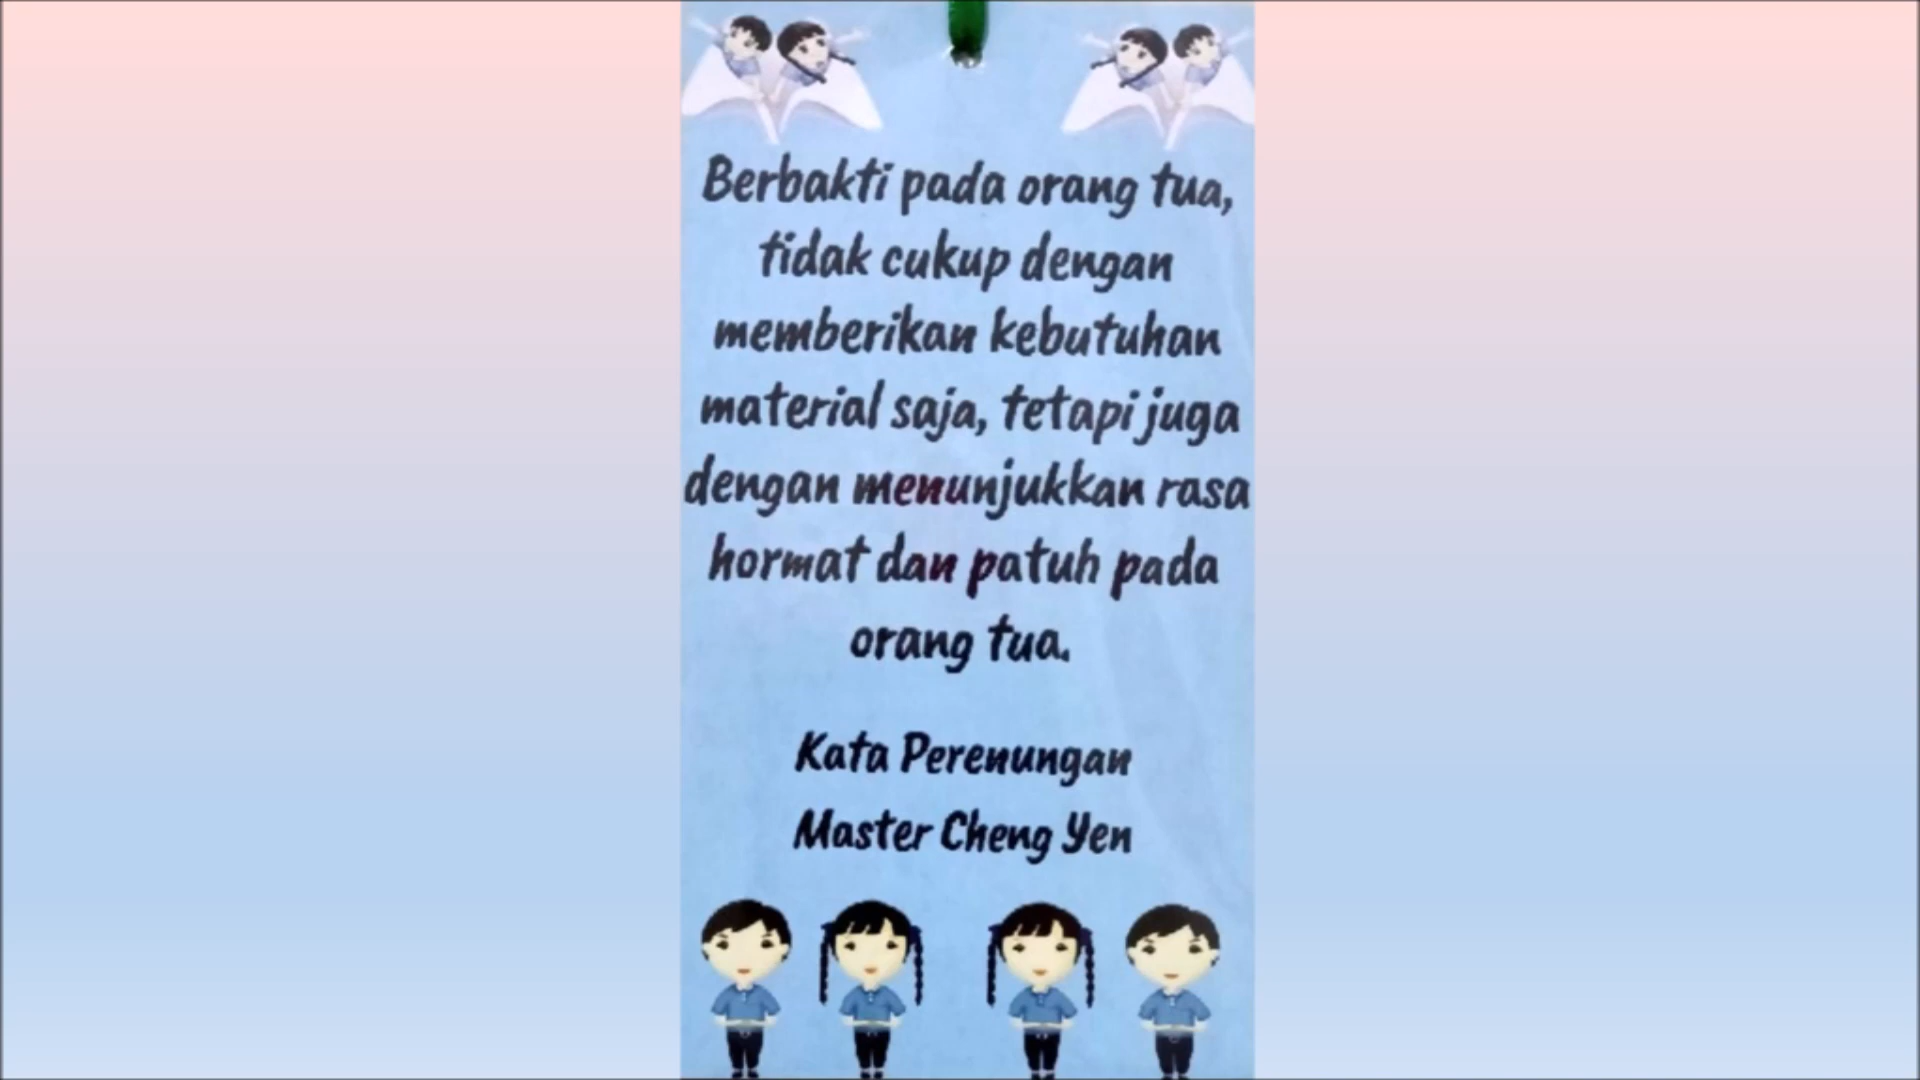 Berbakti pada orang tua,
tidak cukup dengan
memberikan kebutuhan
material saja, tetapi juga
dengan menunjukkan rasa
hormat dan patuh pada
orang tua.
Kata Perenungan
Master Cheng Yen